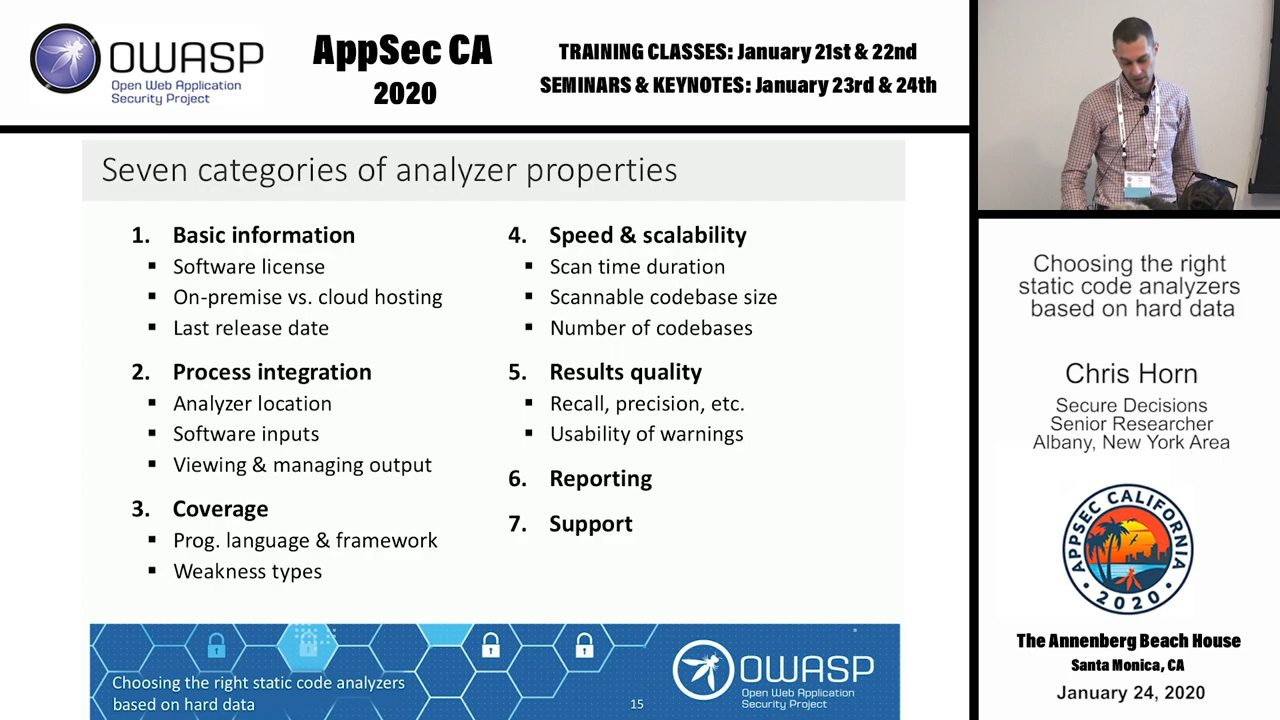 OWASP
Open Web Application
Security Project
AppSec CA
2020
TRAINING CLASSES: January 21st & 22nd
SEMINARS & KEYNOTES: January 23rd & 24th
Seven categories of analyzer properties
1. Basic information
▪ Software license
▪ On-premise vs. cloud hosting
▪ Last release date
2. Process integration
▪ Analyzer location
▪ Software inputs
▪ Viewing & managing output
3. Coverage
▪ Prog. language & framework
▪ Weakness types
4. Speed & scalability
▪ Scan time duration
▪ Scannable codebase size
▪ Number of codebases
5. Results quality
▪ Recall, precision, etc.
▪ Usability of warnings
6. Reporting
7. Support
Choosing the right static code analyzers
based on hard data
15
OWASP
Open Web Application
Security Project
Choosing the right
static code analyzers
based on hard data
Chris Horn
Secure Decisions
Senior Researcher
Albany, New York Area
APPSEC CALIFORNIA
2020
The Annenberg Beach House
Santa Monica, CA
January 24, 2020